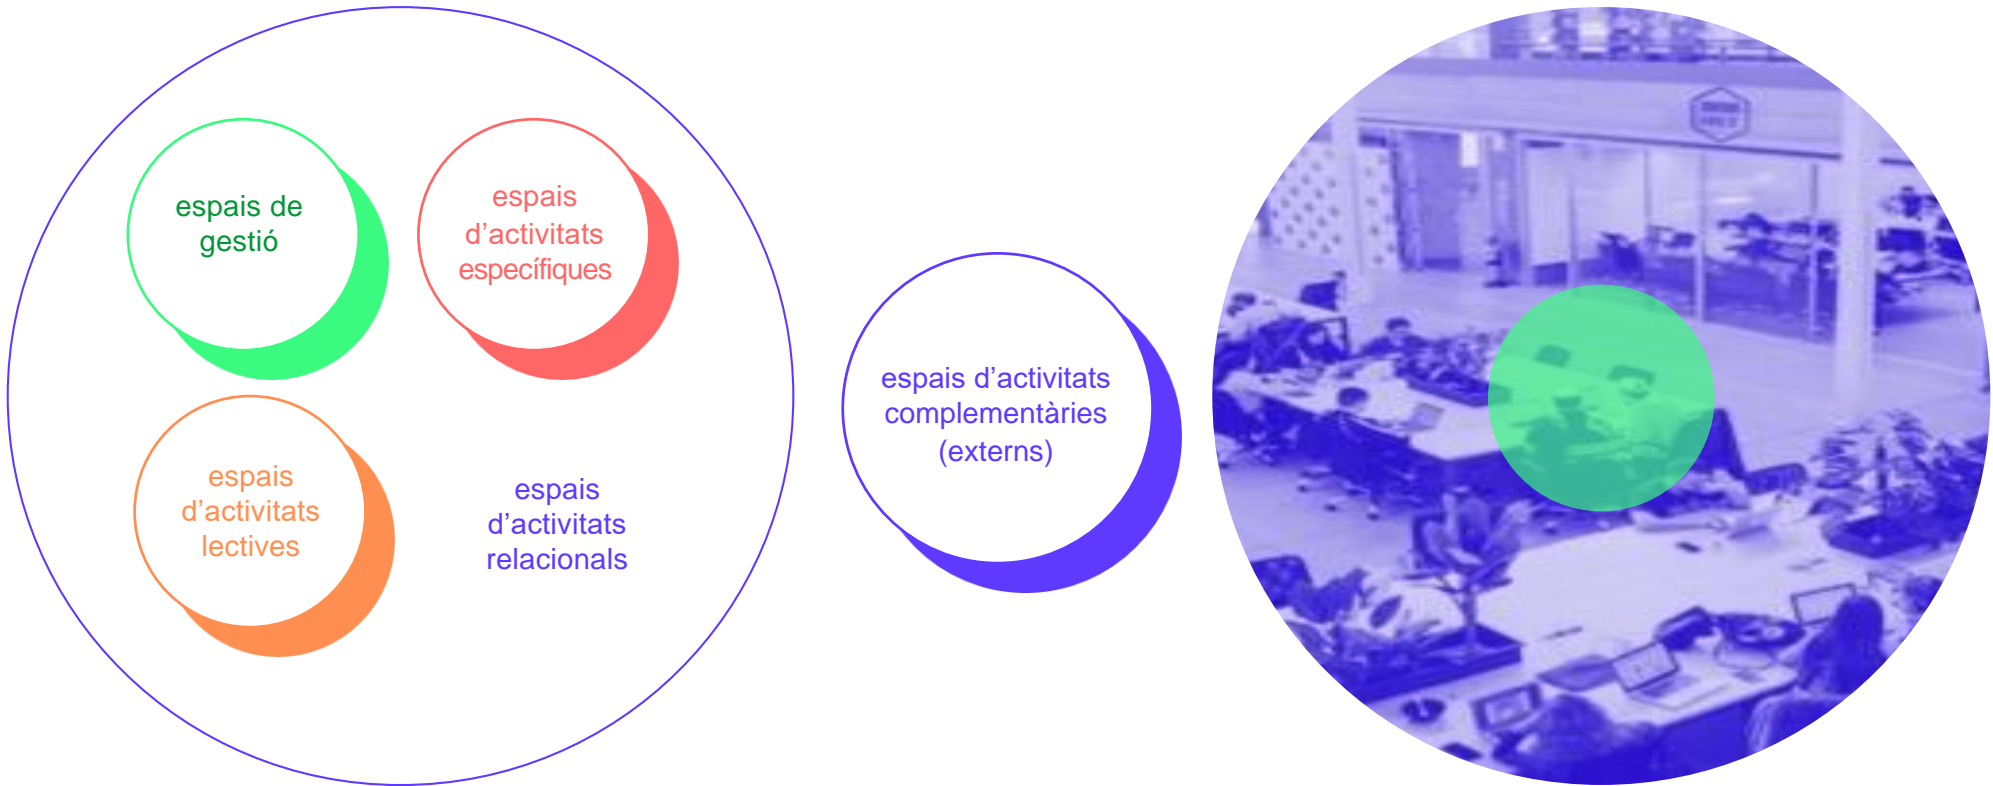 espais de
gestió
espais
d’activitats
específiques
espais
d’activitats
lectives
espais
d’activitats
relacionals
espais d’activitats
complementàries
(externs)